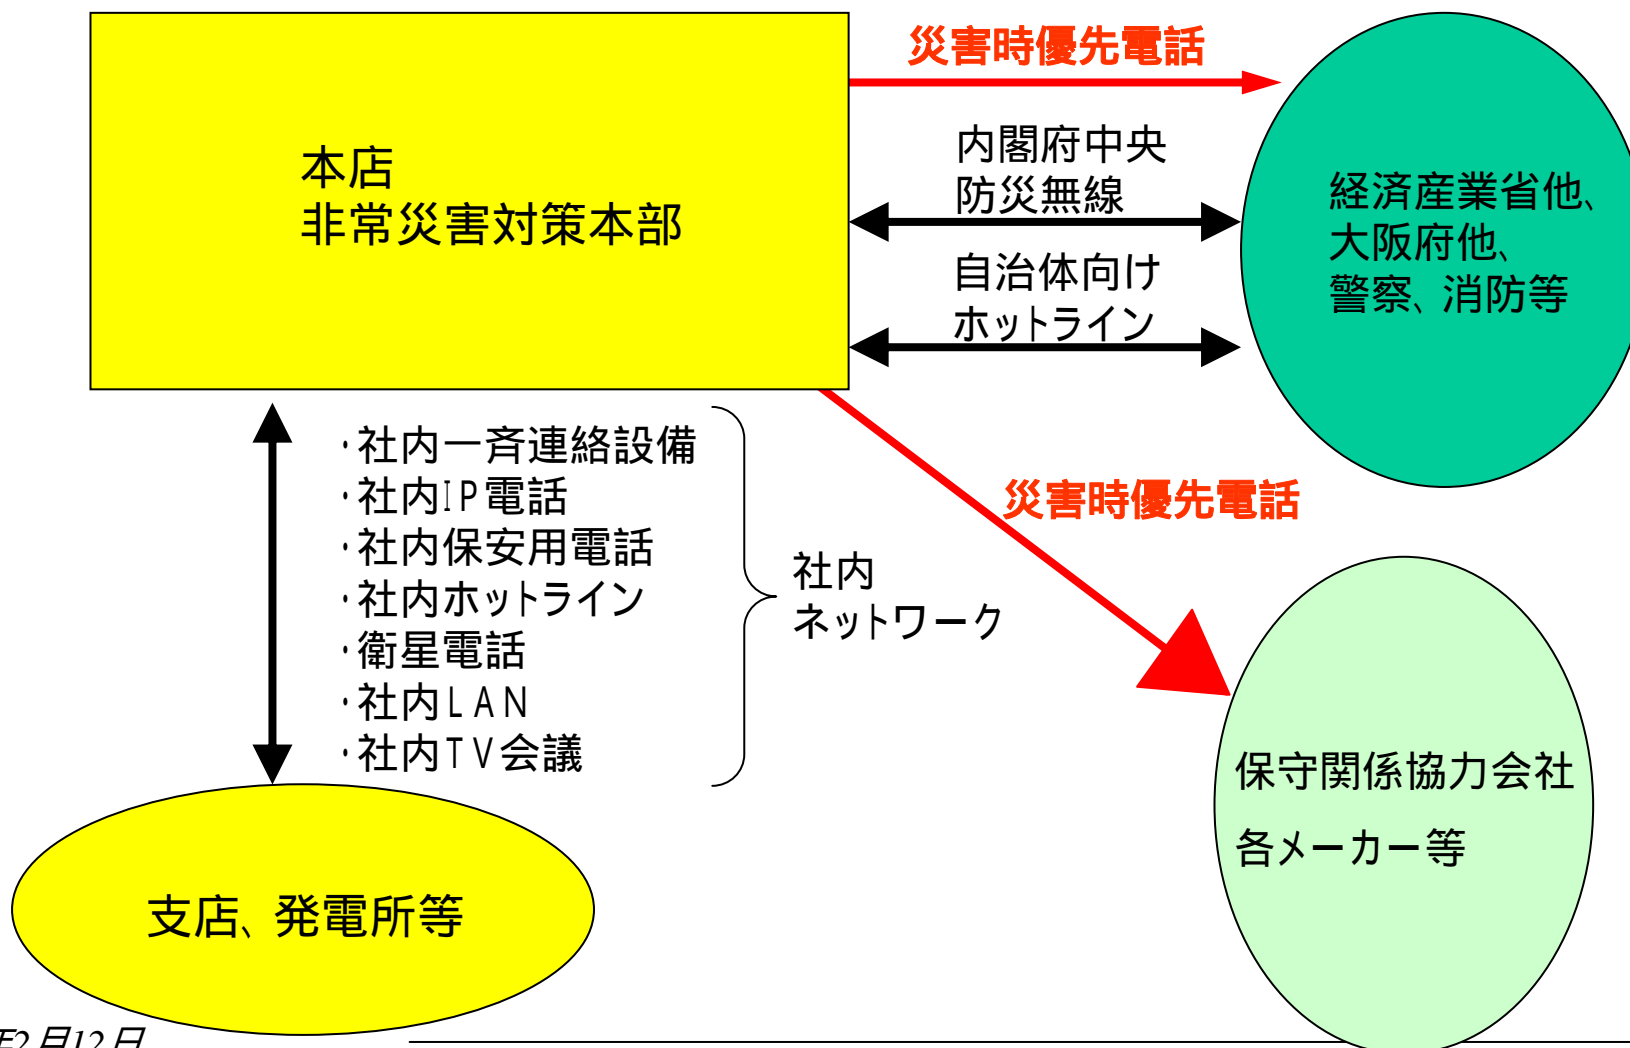 災害時優先電話
本店
非常災害対策本部
内閣府中央
防災無線
自治体向け
ホットライン
経済産業省他、
大阪府他、
警察、消防等
・社内一斉連絡設備
・社内IP電話
・社内保安用電話
・社内ホットライン
・衛星電話
・社内LAN
・社内TV会議
社内
ネットワーク
災害時優先電話
保守関係協力会社
各メーカー等
支店、発電所等
年2月12日